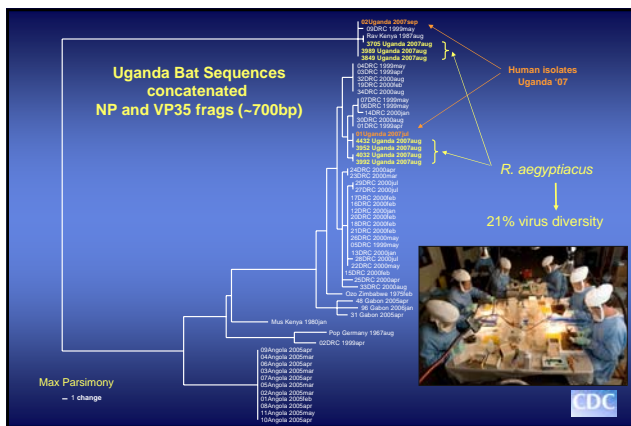 Uganda Bat Sequences
concatenated
NP and VP35 frags (~700bp)
02Uganda 2007sep
09DRC 1999may
Rav Kenya 1987aug
3705 Uganda 2007aug
3989 Uganda 2007aug
3849 Uganda 2007aug
04DRC 1999may
03DRC 1999apr
32DRC 2000aug
19DRC 2000feb
34DRC 2000aug
07DRC 1999may
06DRC 1999may
14DRC 2000jan
30DRC 2000aug
01DRC 1999apr
01Uganda 2007jul
4432 Uganda 2007aug
3952 Uganda 2007aug
4032 Uganda 2007aug
3992 Uganda 2007aug
24DRC 2000apr
23DRC 2000mar
29DRC 2000jul
27DRC 2000jul
17DRC 2000feb
16DRC 2000feb
12DRC 2000jan
20DRC 2000feb
18DRC 2000feb
21DRC 2000feb
26DRC 2000may
05DRC 1999may
13DRC 2000jan
28DRC 2000jul
22DRC 2000may
15DRC 2000feb
25DRC 2000apr
33DRC 2000aug
Ozo Zimbabwe 1975feb
48 Gabon 2005apr
96 Gabon 2006jan
31 Gabon 2005apr
Mus Kenya 1980jan
Pop Germany 1967aug
02DRC 1999apr
09Angola 2005apr
04Angola 2005mar
06Angola 2005apr
03Angola 2005mar
07Angola 2005apr
05Angola 2005mar
02Angola 2005mar
01Angola 2005feb
08Angola 2005apr
11Angola 2005may
10Angola 2005apr
Human isolates
Uganda '07
R. aegyptiacus
21% virus diversity
Max Parsimony
1 change
CDC